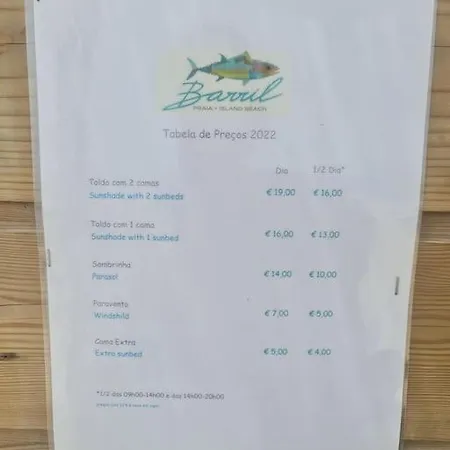 Barril
PRAIA • ISLAND BEACH
Tabela de Preços 2022
Dia 1/2 Dia*
Toldo com 2 camas
Sunshade with 2 sunbeds € 19,00 € 16,00
Toldo com 1 cama
Sunshade with 1 sunbed € 16,00 € 13,00
Sombrinha
Parasol € 14,00 € 10,00
Paravento
Windshild € 7,00 € 5,00
Cama Extra
Extra sunbed € 5,00 € 4,00
*1/2 das 09h00-14h00 e das 14h00-20h00